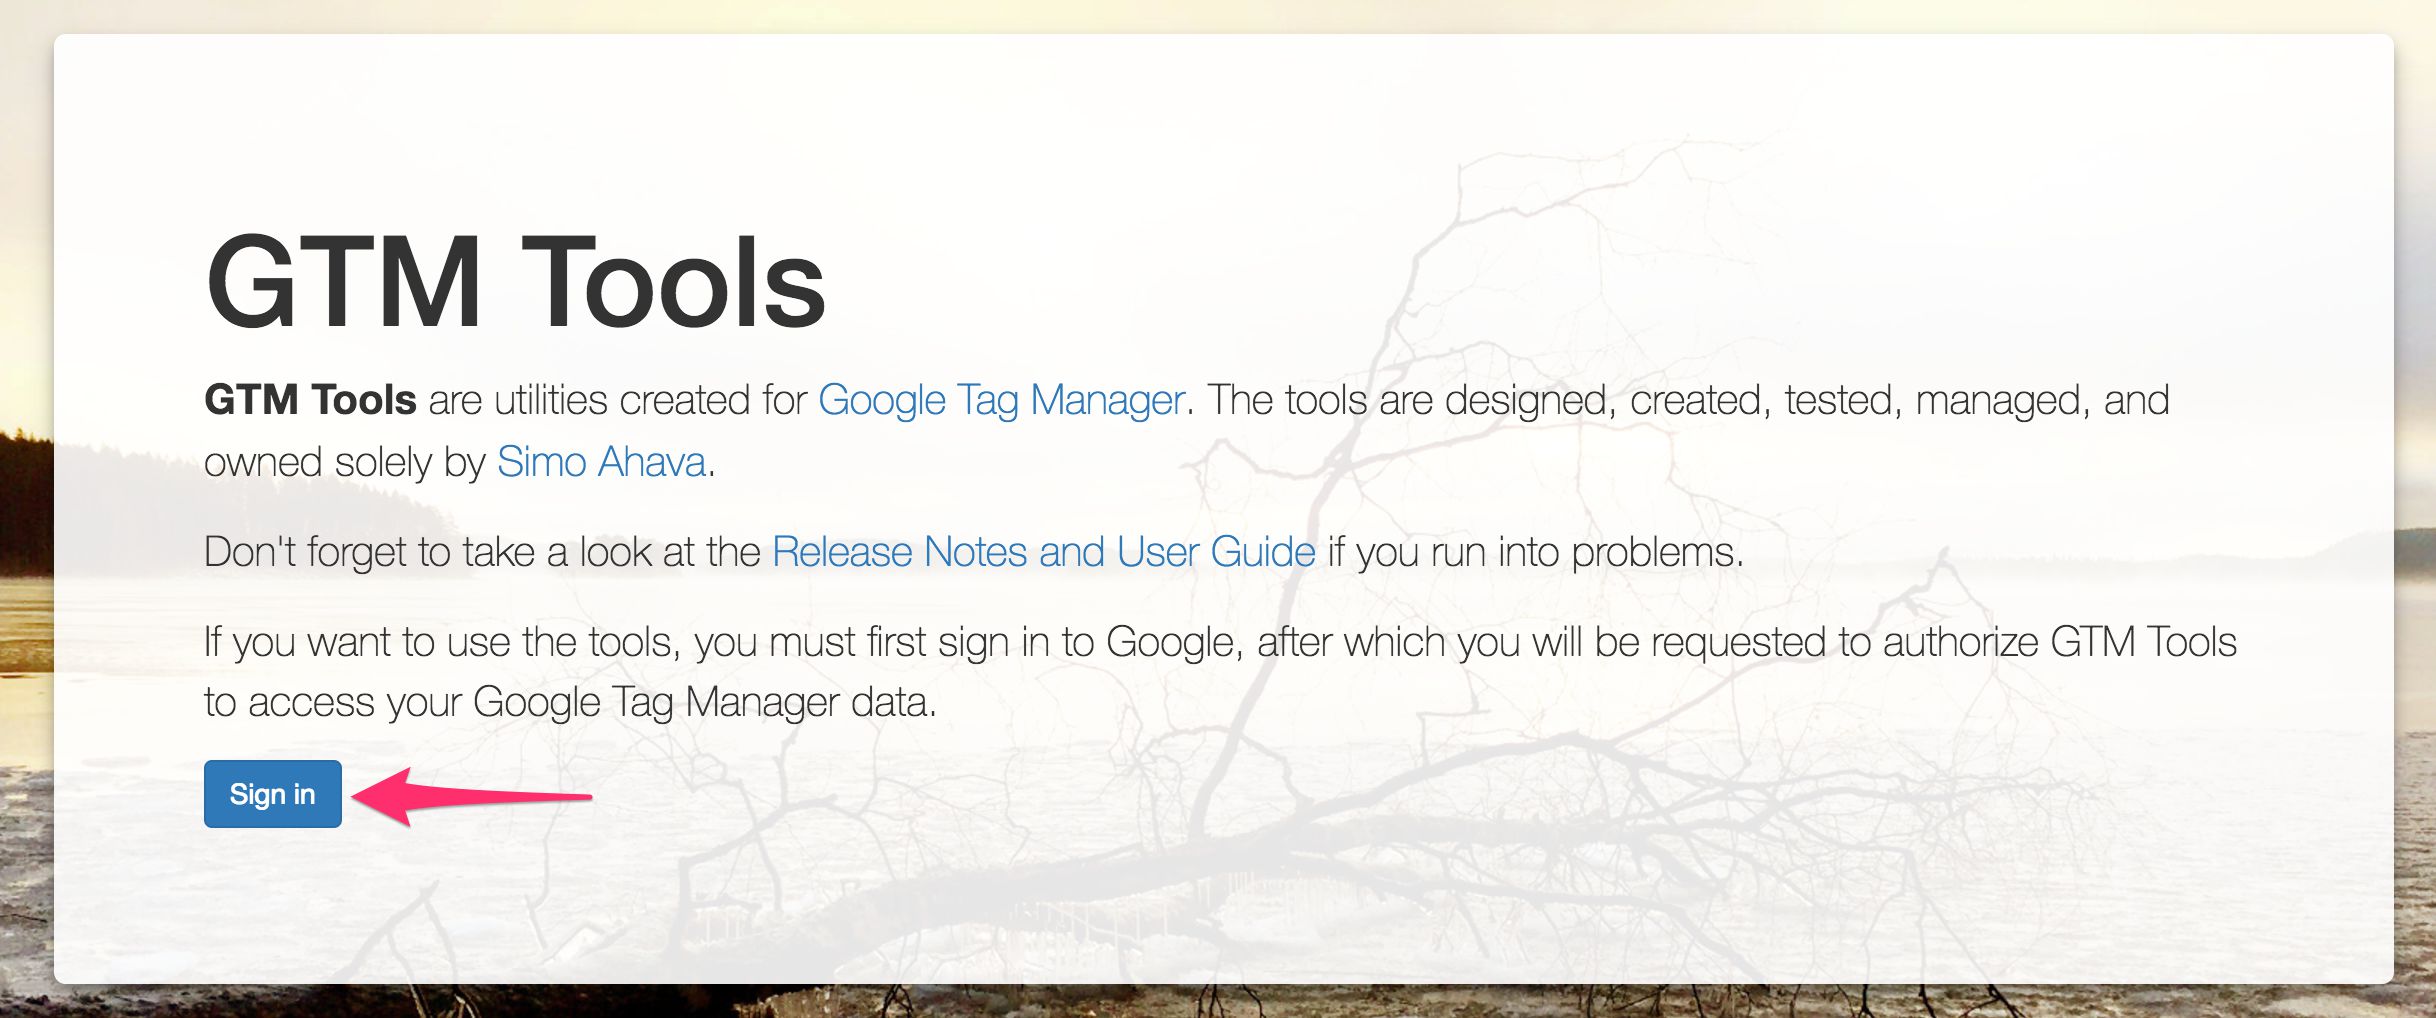 GTM Tools
GTM Tools are utilities created for Google Tag Manager. The tools are designed, created, tested, managed, and
owned solely by Simo Ahava.
Don't forget to take a look at the Release Notes and User Guide if you run into problems.
If you want to use the tools, you must first sign in to Google, after which you will be requested to authorize GTM Tools
to access your Google Tag Manager data.
Sign in